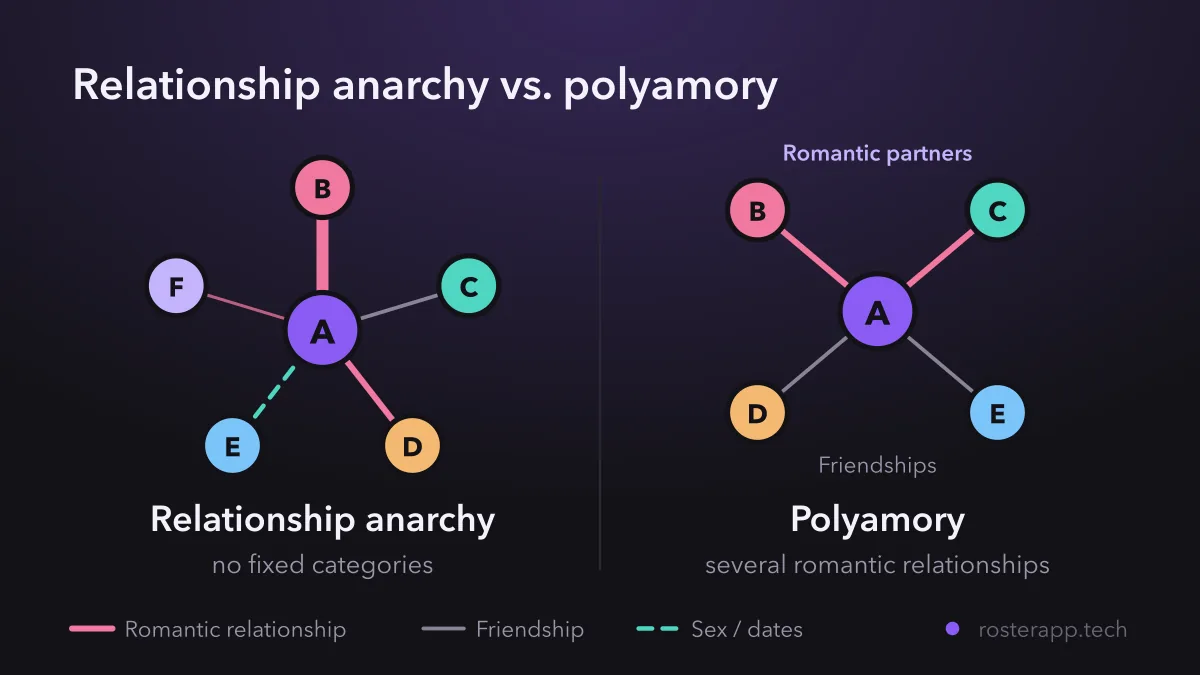 Relationship anarchy vs. polyamory
B
F
C
A
E
D
Relationship anarchy
no fixed categories
Romantic partners
B
C
A
D
E
Friendships
Polyamory
several romantic relationships
Romantic relationship
Friendship
Sex / dates
rosterapp.tech